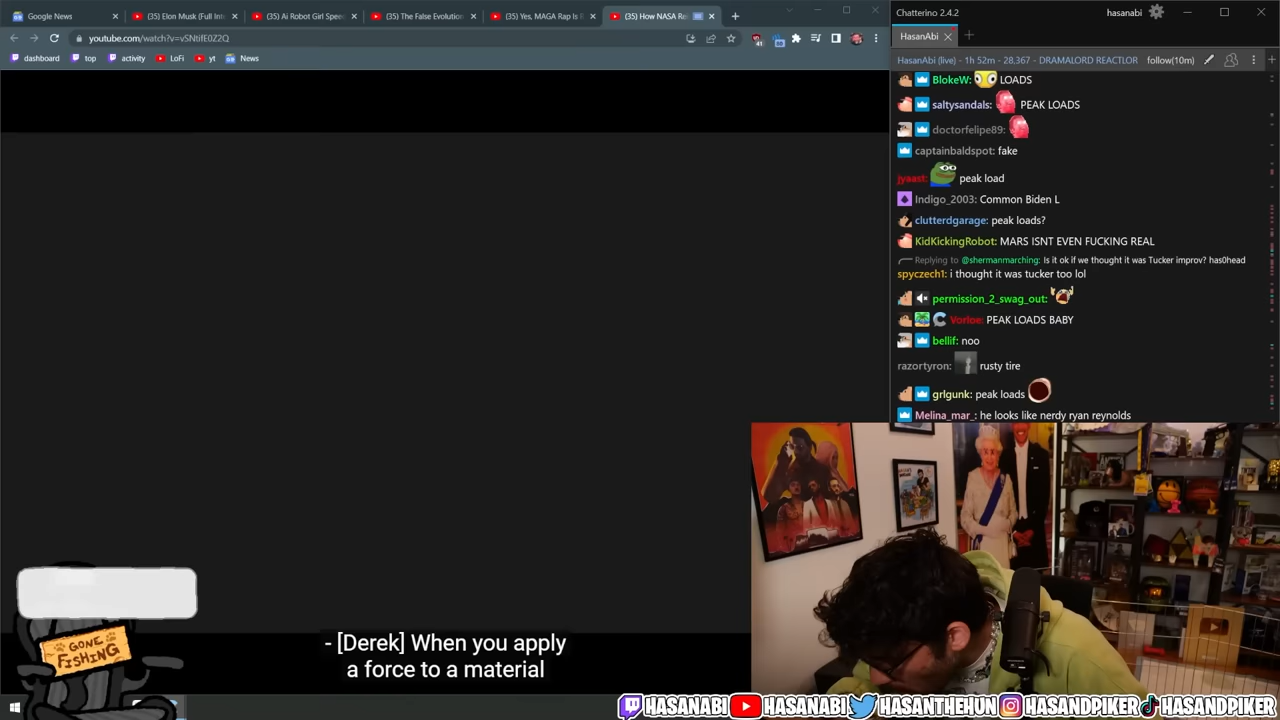 Google News
(35) Elon Musk (Full Int
(35) Ai Robot Girl Spee
(35) The False Evolution
(35) Yes, MAGA Rap Is R
(35) How NASA Re
youtube.com/watch?v=vSNtifE0Z2Q
dashboard
top
activity
LoFi
yt
News
Chatterino 2.4.2
hasanabi
HasanAbi
HasanAbi (live) - 1h 52m - 28,367 - DRAMALORD REACTLOR
follow(10m)
BlokeW: LOADS
saltysandals: PEAK LOADS
doctorfelipe89:
captainbaldspot: fake
jyaast: peak load
Indigo_2003: Common Biden L
clutterdgarage: peak loads?
KidKickingRobot: MARS ISNT EVEN FUCKING REAL
Replying to @shermanmarching: Is it ok if we thought it was Tucker improv? has0head
spyczech1: i thought it was tucker too lol
permission_2_swag_out:
Vorloe: PEAK LOADS BABY
bellif: noo
razortyron: rusty tire
grlgunk: peak loads
Melina_mar_: he looks like nerdy ryan reynolds
GONE
FISHING
- [Derek] When you apply
a force to a material
HASANABI HASANABI HASANTHEHUN HASANDPIKER HASANDPIKER